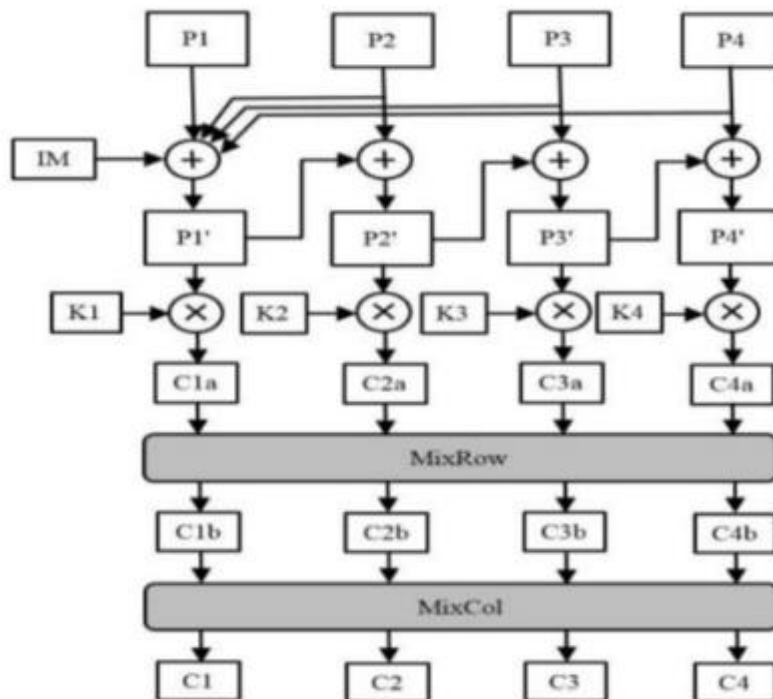 P1 P2 P3 P4
+ + + +
IM
P1' P2' P3' P4'
K1 × K2 × K3 × K4 ×
C1a C2a C3a C4a
MixRow
C1b C2b C3b C4b
MixCol
C1 C2 C3 C4